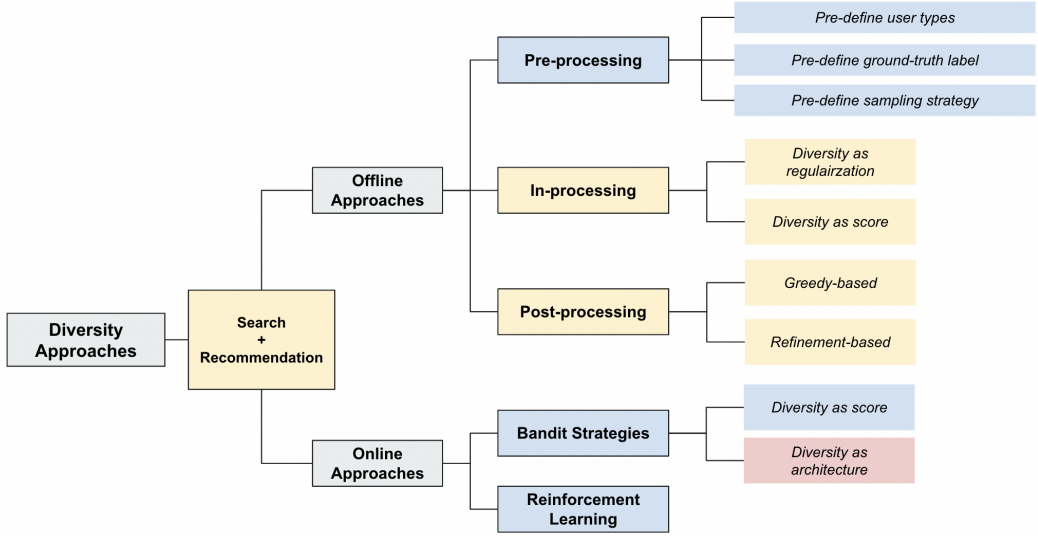 Diversity
Approaches
Search
+
Recommendation
Offline
Approaches
Pre-processing
Pre-define user types
Pre-define ground-truth label
Pre-define sampling strategy
In-processing
Diversity as
regulairzation
Diversity as score
Post-processing
Greedy-based
Refinement-based
Online
Approaches
Bandit Strategies
Diversity as score
Diversity as
architecture
Reinforcement
Learning